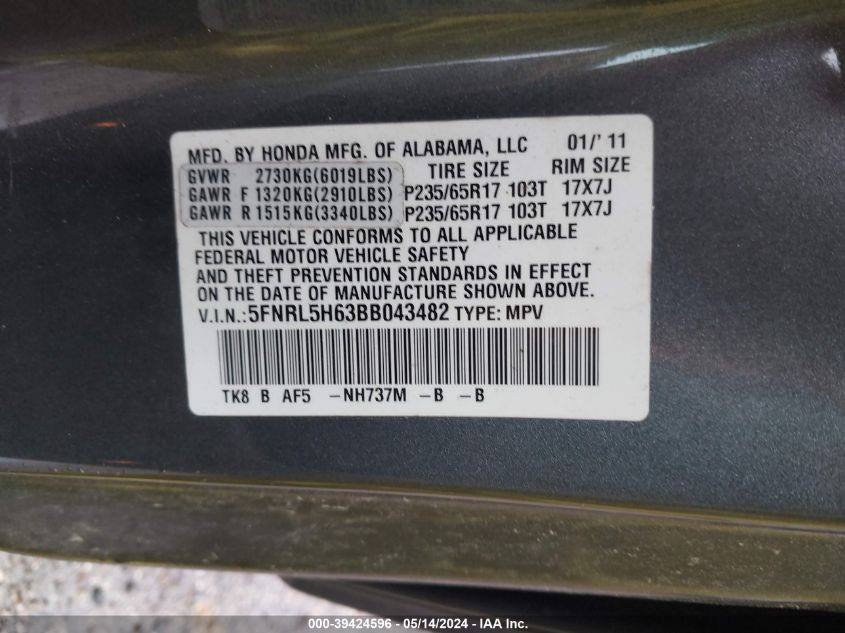 MFD. BY HONDA MFG. OF ALABAMA, LLC 01/' 11
GVWR 2730KG(6019LBS) TIRE SIZE RIM SIZE
GAWR F 1320KG(2910LBS) P235/65R17 103T 17X7J
GAWR R 1515KG(3340LBS) P235/65R17 103T 17X7J
THIS VEHICLE CONFORMS TO ALL APPLICABLE
FEDERAL MOTOR VEHICLE SAFETY
AND THEFT PREVENTION STANDARDS IN EFFECT
ON THE DATE OF MANUFACTURE SHOWN ABOVE.
V.I.N.:5FNRL5H63BB043482 TYPE: MPV
TK8 B AF5 -NH737M -B -B
000-39424596 - 05/14/2024 - IAA Inc.